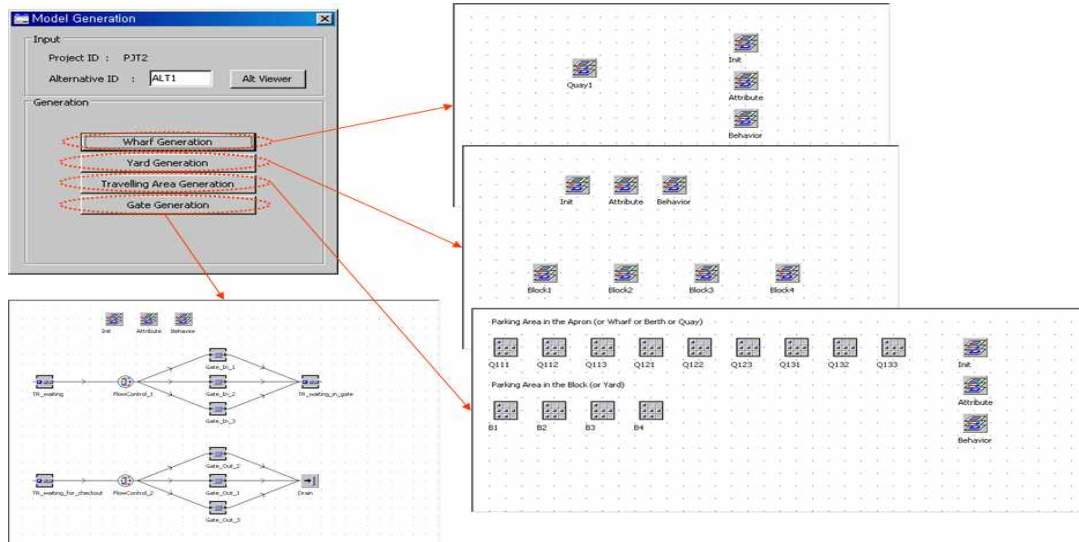 Model Generation
Input
Project ID : PJT2
Alternative ID : ALT1 Alt Viewer
Generation
Wharf Generation
Yard Generation
Travelling Area Generation
Gate Generation
Quay1
Init
Attribute
Behavior
Init Attribute Behavior
Block1 Block2 Block3 Block4
Parking Area in the Apron (or Wharf or Berth or Quay)
Q111 Q112 Q113 Q121 Q122 Q123 Q131 Q132 Q133
Init
Parking Area in the Block (or Yard)
Attribute
B1 B2 B3 B4
Behavior
Init Attribute Behavior
Gate_In_1
TR_waiting FlowControl_1 Gate_In_2 TR_waiting_in_gate
Gate_In_3
Gate_Out_2
TR_waiting_for_checkout FlowControl_2 Gate_Out_1 Drain
Gate_Out_3